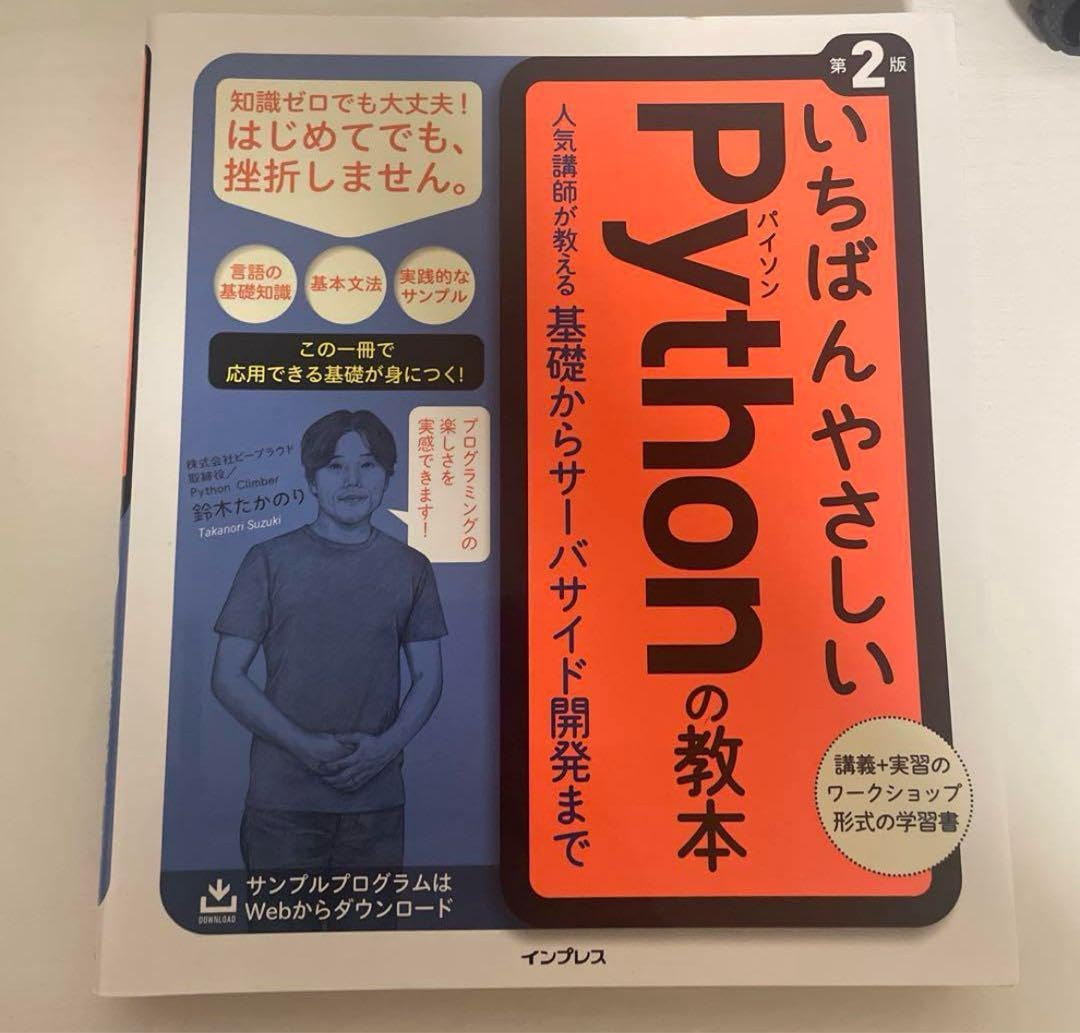 第2版
いちばんやさしい
Python
パイソン
の教本
人気講師が教える 基礎からサーバサイド開発まで
講義+実習の
ワークショップ
形式の学習書
知識ゼロでも大丈夫!
はじめてでも、
挫折しません。
言語の
基礎知識
基本文法
実践的な
サンプル
この一冊で
応用できる基礎が身につく!
プログラミングの
楽しさを
実感できます!
株式会社ビープラウド
取締役/
Python Climber
鈴木たかのり
Takanori Suzuki
DOWNLOAD
サンプルプログラムは
Webからダウンロード
インプレス